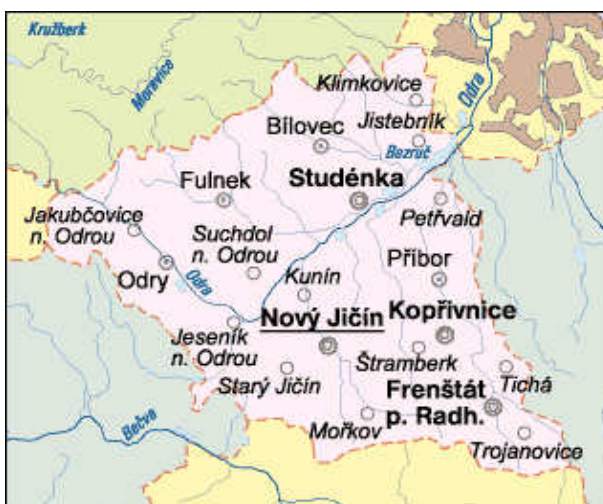 Kružberk
Moravice
Klimkovice
Odra
Jistebník
Bílovec
Bezruč
Studénka
Fulnek
Petřvald
Jakubčovice
n. Odrou
Suchdol
n. Odrou
Odry
Odra
Kunín
Příbor
Nový Jičín
Kopřivnice
Jeseník
n. Odrou
Štramberk
Starý Jičín
Tichá
Frenštát
p. Radh.
Bečva
Mořkov
Trojanovice